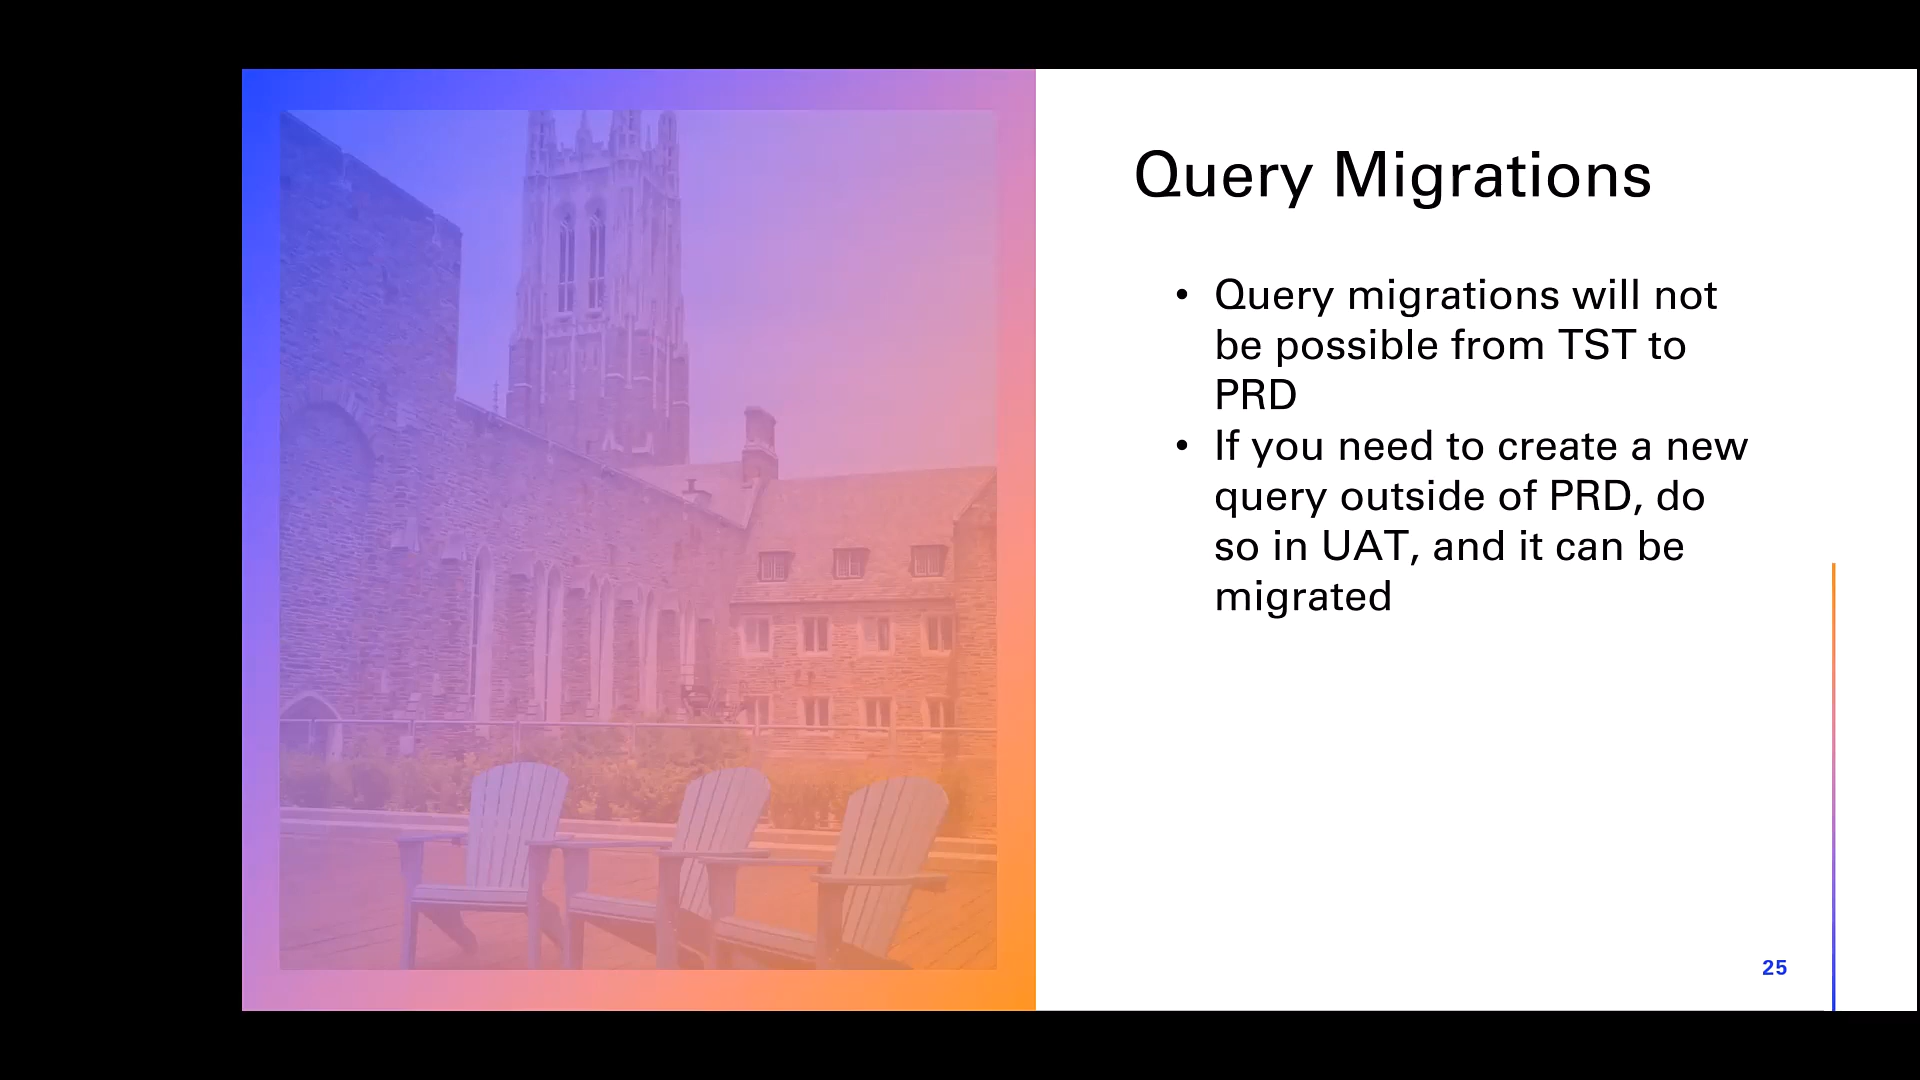 Query Migrations
• Query migrations will not
be possible from TST to
PRD
• If you need to create a new
query outside of PRD, do
so in UAT, and it can be
migrated
25